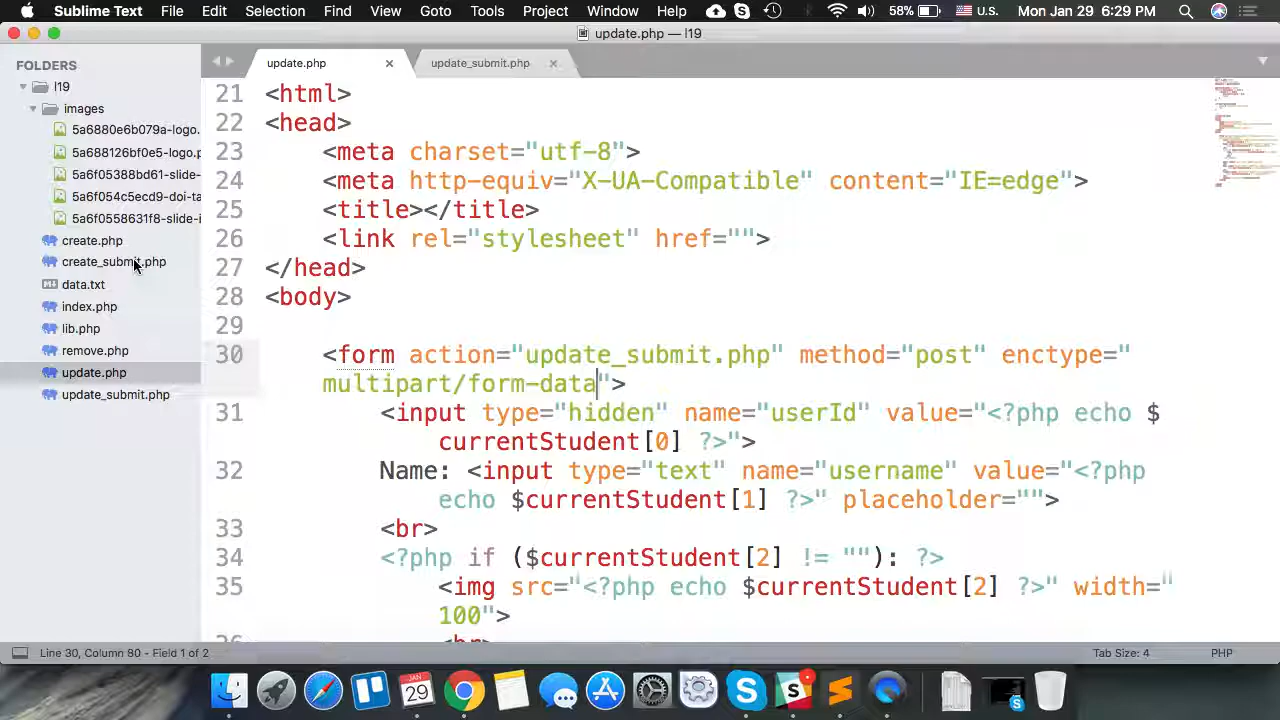 Sublime Text File Edit Selection Find View Goto Tools Project Window Help 58% U.S. Mon Jan 29 6:29 PM
update.php — l19
FOLDERS
l19
images
5a6880e6b079a-logo.
5a688126bf0e5-logo.p
5a6f05388bd61-slide-
5a6f054c5ecd9-doi-ta
5a6f0558631f8-slide-i
create.php
create_submit.php
data.txt
index.php
lib.php
remove.php
update.php
update_submit.php
update.php update_submit.php
21 <html>
22 <head>
23 <meta charset="utf-8">
24 <meta http-equiv="X-UA-Compatible" content="IE=edge">
25 <title></title>
26 <link rel="stylesheet" href="">
27 </head>
28 <body>
29
30 <form action="update_submit.php" method="post" enctype="
multipart/form-data">
31 <input type="hidden" name="userId" value="<?php echo $
currentStudent[0] ?>">
32 Name: <input type="text" name="username" value="<?php
echo $currentStudent[1] ?>" placeholder="">
33 <br>
34 <?php if ($currentStudent[2] != ""): ?>
35 <img src="<?php echo $currentStudent[2] ?>" width="
100">
<br>
Line 30, Column 80 - Field 1 of 2 Tab Size: 4 PHP
JAN
29